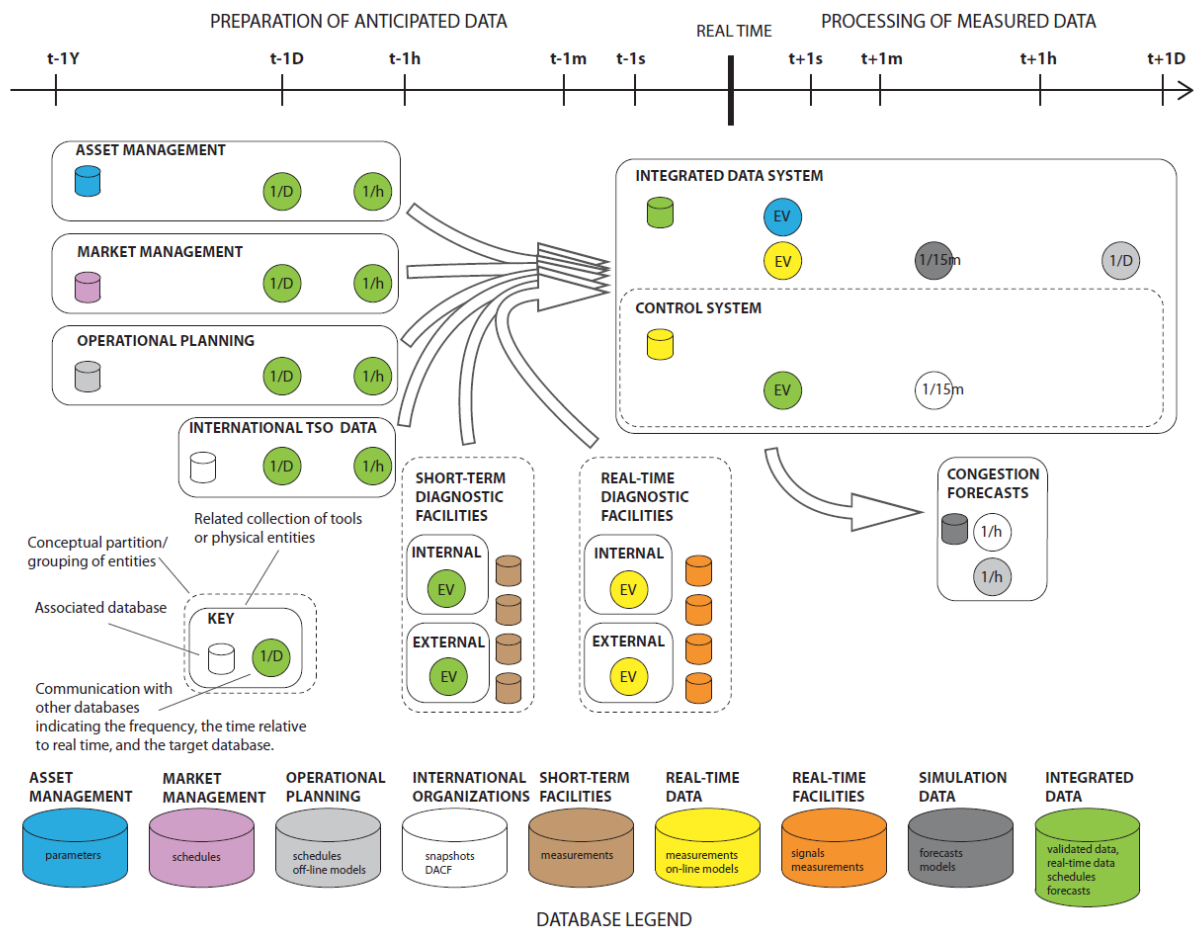 PREPARATION OF ANTICIPATED DATA
PROCESSING OF MEASURED DATA
REAL TIME
t-1Y
t-1D
t-1h
t-1m
t-1s
t+1s
t+1m
t+1h
t+1D
ASSET MANAGEMENT
1/D
1/h
MARKET MANAGEMENT
1/D
1/h
OPERATIONAL PLANNING
1/D
1/h
INTERNATIONAL TSO DATA
1/D
1/h
INTEGRATED DATA SYSTEM
EV
EV
1/15m
1/D
CONTROL SYSTEM
EV
1/15m
SHORT-TERM
DIAGNOSTIC
FACILITIES
INTERNAL
EV
EXTERNAL
EV
REAL-TIME
DIAGNOSTIC
FACILITIES
INTERNAL
EV
EXTERNAL
EV
CONGESTION
FORECASTS
1/h
1/h
Related collection of tools
or physical entities
Conceptual partition/
grouping of entities
Associated database
KEY
1/D
Communication with
other databases
indicating the frequency, the time relative
to real time, and the target database.
ASSET
MANAGEMENT
parameters
MARKET
MANAGEMENT
schedules
OPERATIONAL
PLANNING
schedules
off-line models
INTERNATIONAL
ORGANIZATIONS
snapshots
DACF
SHORT-TERM
FACILITIES
measurements
REAL-TIME
DATA
measurements
on-line models
REAL-TIME
FACILITIES
signals
measurements
SIMULATION
DATA
forecasts
models
INTEGRATED
DATA
validated data,
real-time data
schedules
forecasts
DATABASE LEGEND